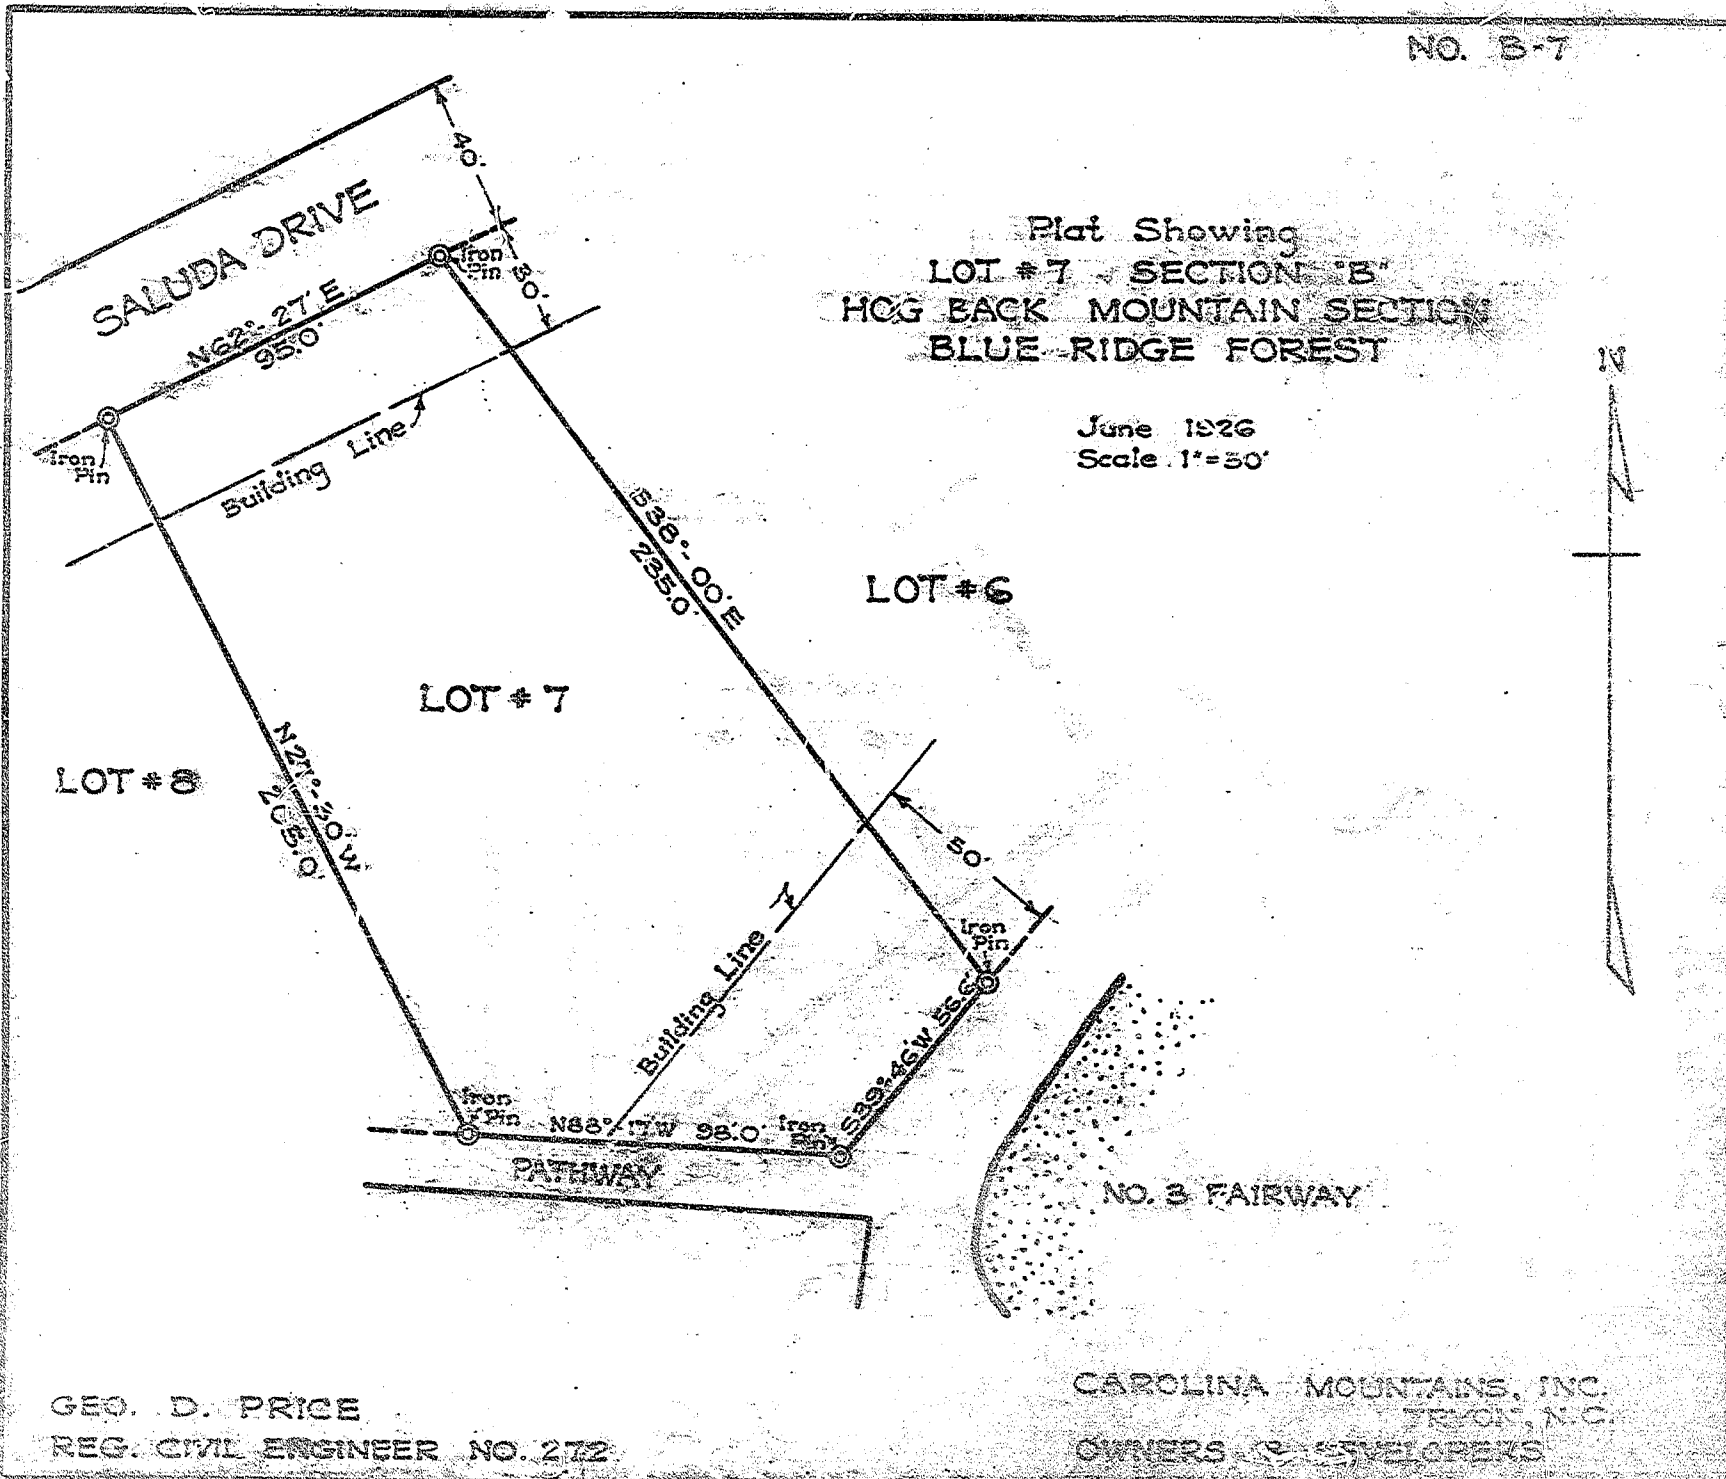 NO. B-7
40'
SALUDA DRIVE
Iron
Pin
30'
N62°-27'E
95.0'
Plat Showing
LOT #7 SECTION "B"
HOG BACK MOUNTAIN SECTION
BLUE RIDGE FOREST
N
June 1926
Scale 1"=50'
Iron
Pin
Building Line
S38°-00'E
235.0'
LOT #6
LOT #7
LOT #8
W
205.0'
50'
Building Line
Iron
Pin
S39°-46'W 55.6'
Iron
Pin
N88°-17'W 98.0'
Iron
Pin
PATHWAY
NO. 3 FAIRWAY
GEO. D. PRICE
REG. CIVIL ENGINEER NO. 272
CAROLINA MOUNTAINS, INC.
TRYON, N.C.
OWNERS & DEVELOPERS